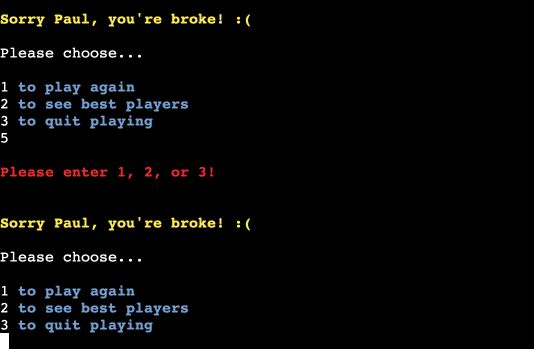 Sorry Paul, you're broke! :(
Please choose...
1 to play again
2 to see best players
3 to quit playing
5
Please enter 1, 2, or 3!
Sorry Paul, you're broke! :(
Please choose...
1 to play again
2 to see best players
3 to quit playing